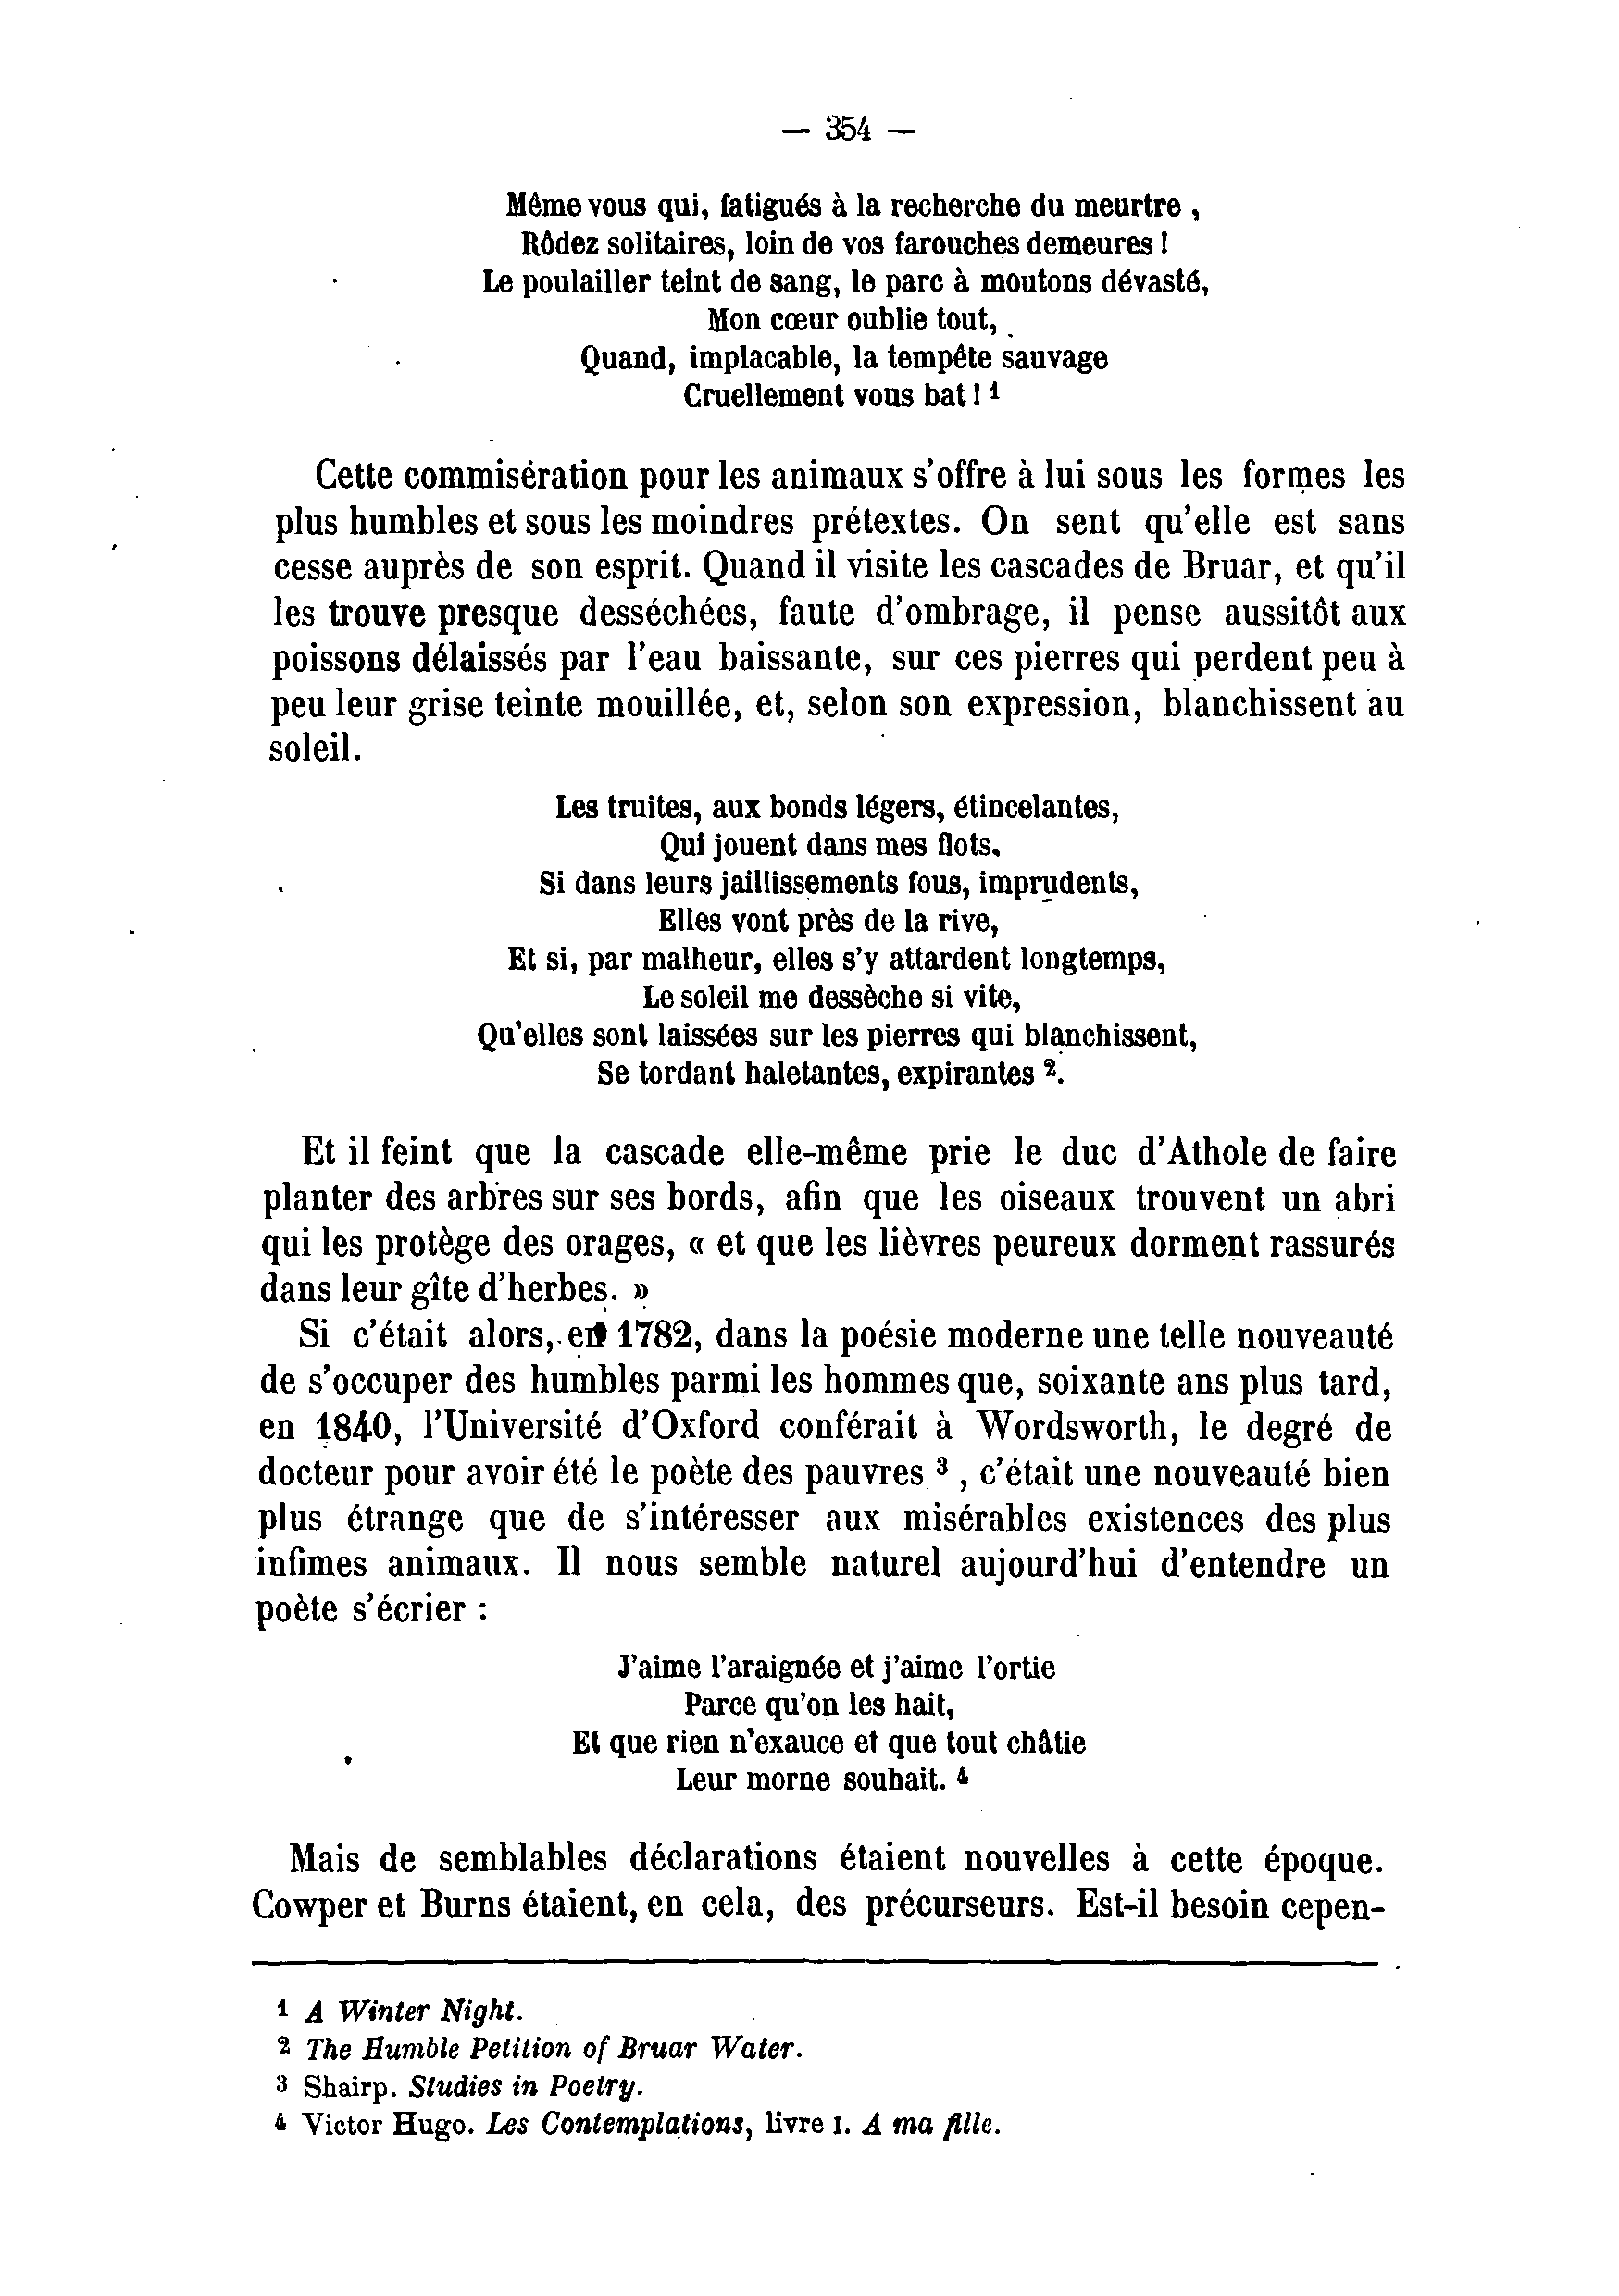 — 354 —
Même vous qui, fatigués à la recherche du meurtre ,
Rôdez solitaires, loin de vos farouches demeures !
Le poulailler teint de sang, le parc à moutons dévasté,
Mon cœur oublie tout,
Quand, implacable, la tempête sauvage
Cruellement vous bat ! 1
Cette commisération pour les animaux s'offre à lui sous les formes les
plus humbles et sous les moindres prétextes. On sent qu'elle est sans
cesse auprès de son esprit. Quand il visite les cascades de Bruar, et qu'il
les trouve presque desséchées, faute d'ombrage, il pense aussitôt aux
poissons délaissés par l'eau baissante, sur ces pierres qui perdent peu à
peu leur grise teinte mouillée, et, selon son expression, blanchissent au
soleil.
Les truites, aux bonds légers, étincelantes,
Qui jouent dans mes flots.
Si dans leurs jaillissements fous, imprudents,
Elles vont près de la rive,
Et si, par malheur, elles s'y attardent longtemps,
Le soleil me dessèche si vite,
Qu'elles sont laissées sur les pierres qui blanchissent,
Se tordant haletantes, expirantes 2.
Et il feint que la cascade elle-même prie le duc d'Athole de faire
planter des arbres sur ses bords, afin que les oiseaux trouvent un abri
qui les protège des orages, « et que les lièvres peureux dorment rassurés
dans leur gîte d'herbes. »
Si c'était alors, en 1782, dans la poésie moderne une telle nouveauté
de s'occuper des humbles parmi les hommes que, soixante ans plus tard,
en 1840, l'Université d'Oxford conférait à Wordsworth, le degré de
docteur pour avoir été le poète des pauvres 3 , c'était une nouveauté bien
plus étrange que de s'intéresser aux misérables existences des plus
infimes animaux. Il nous semble naturel aujourd'hui d'entendre un
poète s'écrier :
J'aime l'araignée et j'aime l'ortie
Parce qu'on les hait,
Et que rien n'exauce et que tout châtie
Leur morne souhait. 4
Mais de semblables déclarations étaient nouvelles à cette époque.
Cowper et Burns étaient, en cela, des précurseurs. Est-il besoin cepen-
1 A Winter Night.
2 The Humble Petition of Bruar Water.
3 Shairp. Studies in Poetry.
4 Victor Hugo. Les Contemplations, livre I. A ma fille.